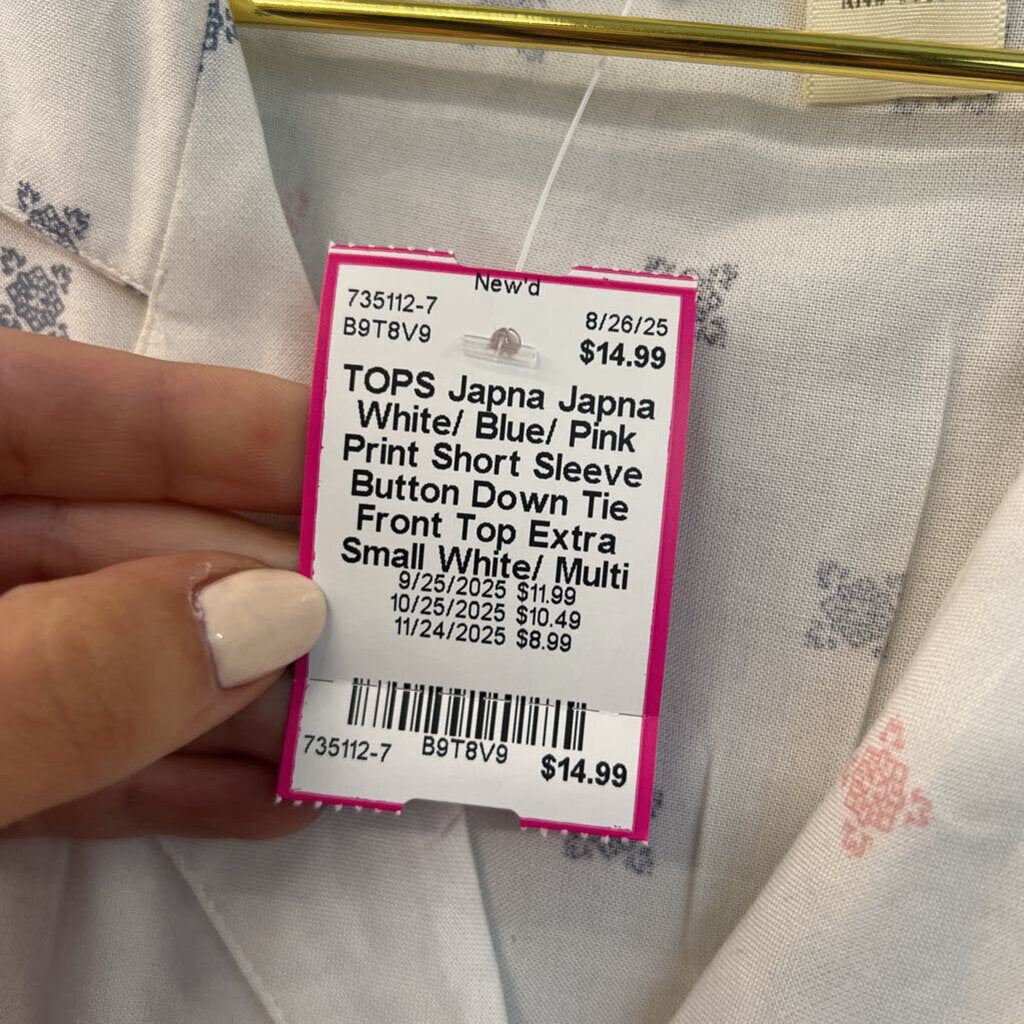 New'd
735112-7
8/26/25
B9T8V9
$14.99
TOPS Japna Japna
White/ Blue/ Pink
Print Short Sleeve
Button Down Tie
Front Top Extra
Small White/ Multi
9/25/2025 $11.99
10/25/2025 $10.49
11/24/2025 $8.99
735112-7 B9T8V9 $14.99